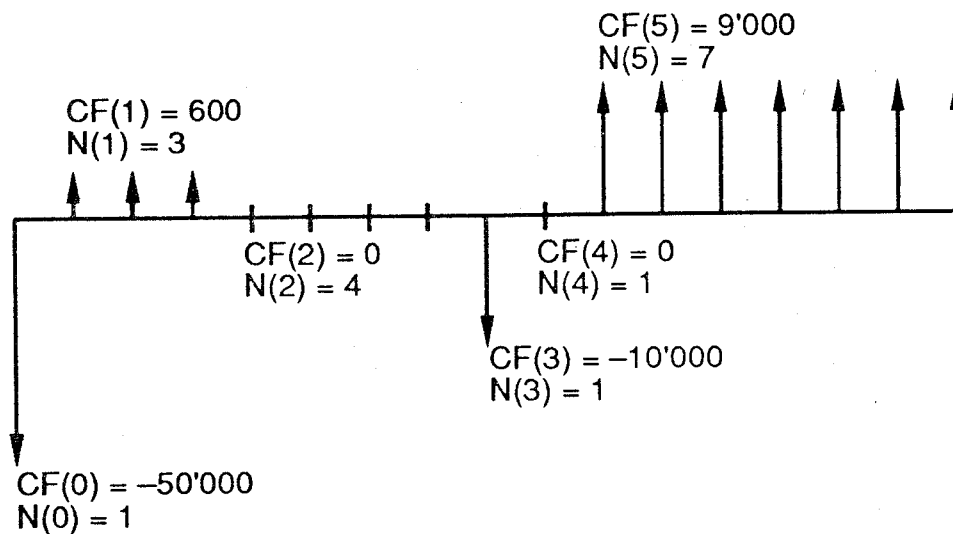 CF(5) = 9'000
N(5) = 7
CF(1) = 600
N(1) = 3
CF(2) = 0
N(2) = 4
CF(4) = 0
N(4) = 1
CF(3) = –10'000
N(3) = 1
CF(0) = –50'000
N(0) = 1